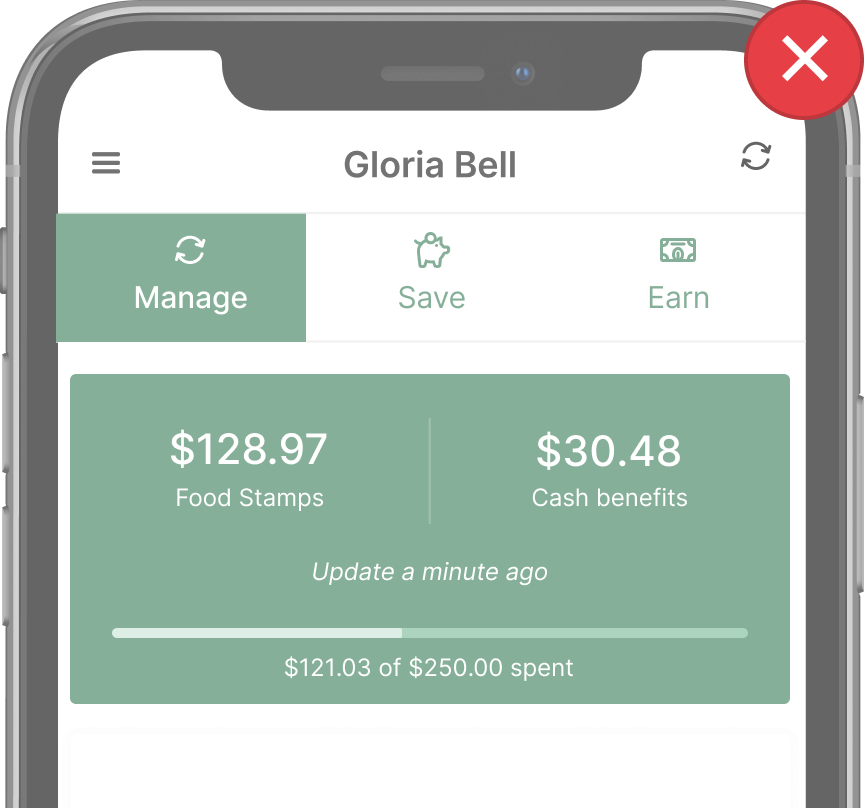 Gloria Bell
Manage
Save
Earn
$128.97
$30.48
Food Stamps
Cash benefits
Update a minute ago
$121.03 of $250.00 spent